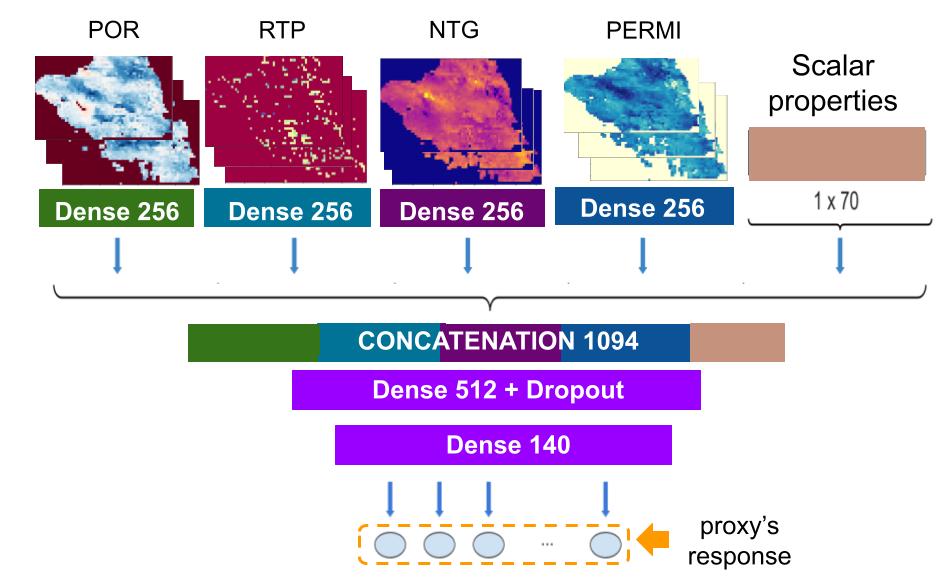 POR
RTP
NTG
PERMI
Scalar
properties
Dense 256
Dense 256
Dense 256
Dense 256
1 x 70
CONCATENATION 1094
Dense 512 + Dropout
Dense 140
...
proxy's
response